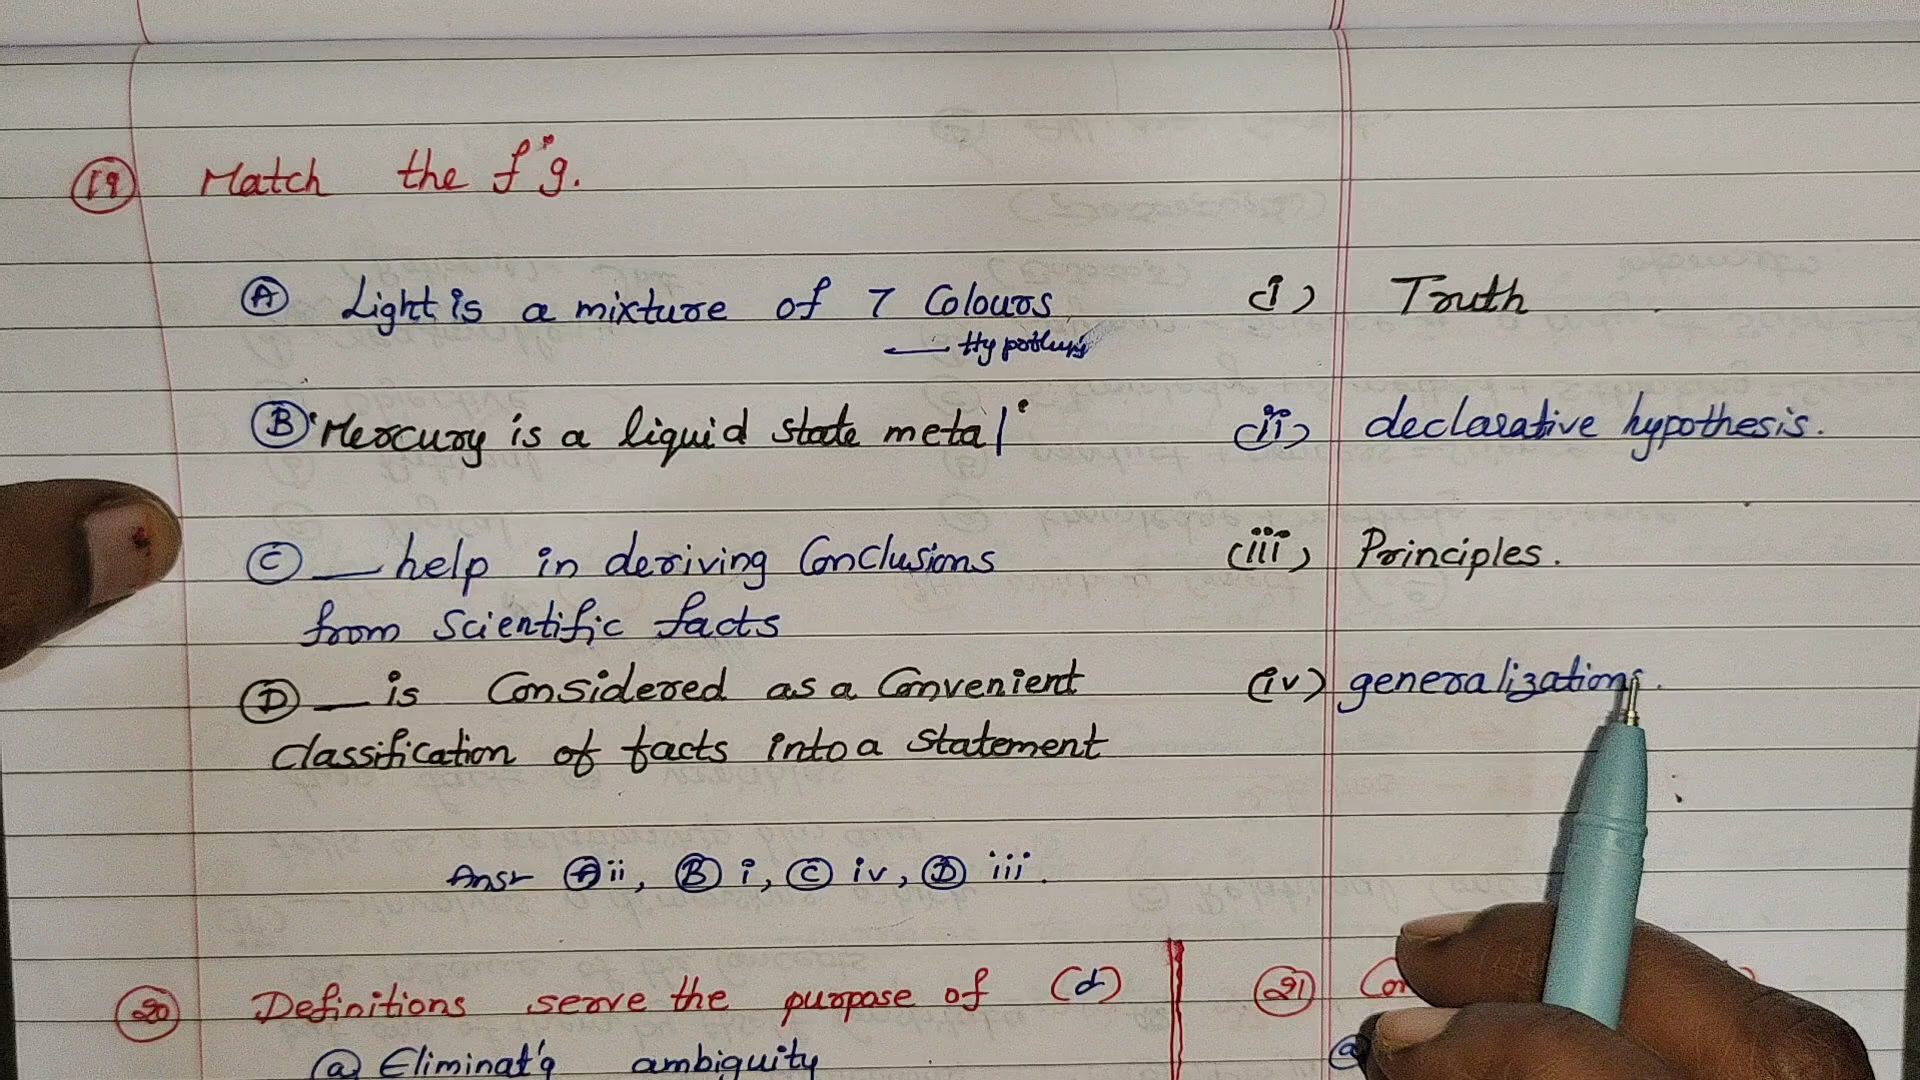 19 Match the f'g.
A Light is a mixture of 7 Colours (i) Truth
— Hypothesis
B 'Mercury is a liquid state metal' (ii) declarative hypothesis.
C __ help in deriving Conclusions (iii) Principles.
from Scientific facts
D __ is Considered as a Convenient (iv) generalizations.
Classification of facts into a statement
Ans:- A ii, B i, C iv, D iii.
20 Definitions serve the purpose of (d) 21
a Eliminat'g ambiguity a